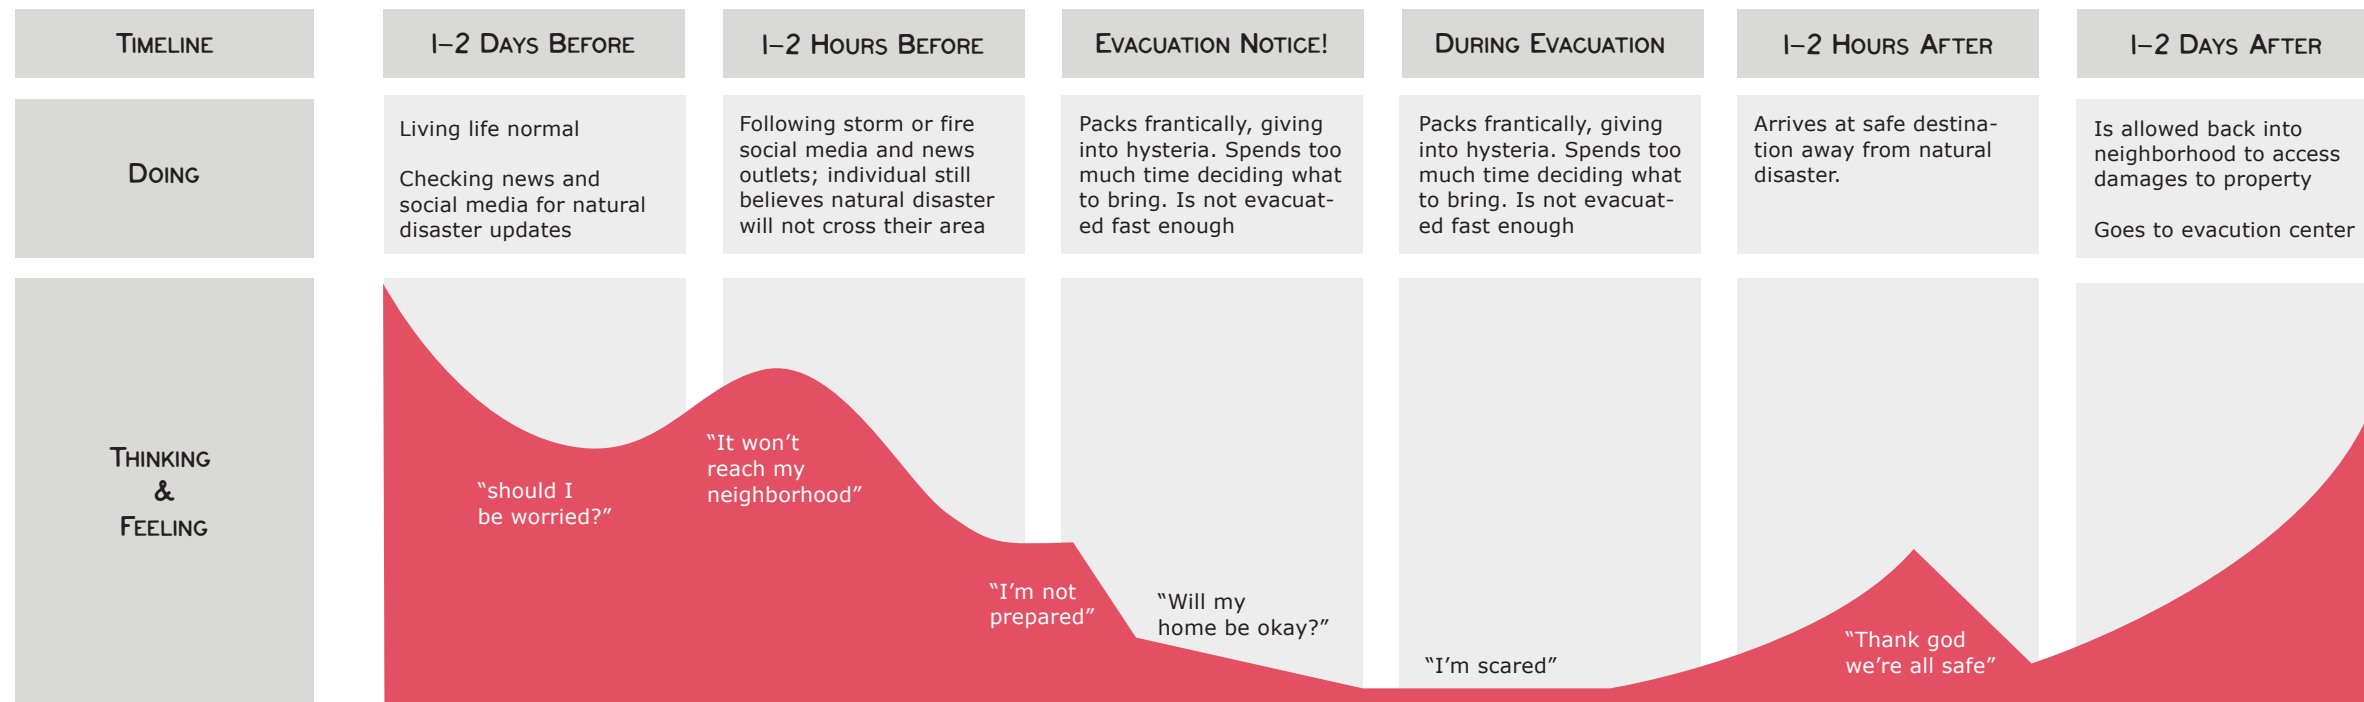 TIMELINE
1–2 DAYS BEFORE
1–2 HOURS BEFORE
EVACUATION NOTICE!
DURING EVACUATION
1–2 HOURS AFTER
1–2 DAYS AFTER
DOING
Living life normal
Checking news and
social media for natural
disaster updates
Following storm or fire
social media and news
outlets; individual still
believes natural disaster
will not cross their area
Packs frantically, giving
into hysteria. Spends too
much time deciding what
to bring. Is not evacuat-
ed fast enough
Packs frantically, giving
into hysteria. Spends too
much time deciding what
to bring. Is not evacuat-
ed fast enough
Arrives at safe destina-
tion away from natural
disaster.
Is allowed back into
neighborhood to access
damages to property
Goes to evacution center
THINKING
&
FEELING
“should I
be worried?”
“It won’t
reach my
neighborhood”
“I’m not
prepared”
“Will my
home be okay?”
“I’m scared”
“Thank god
we’re all safe”